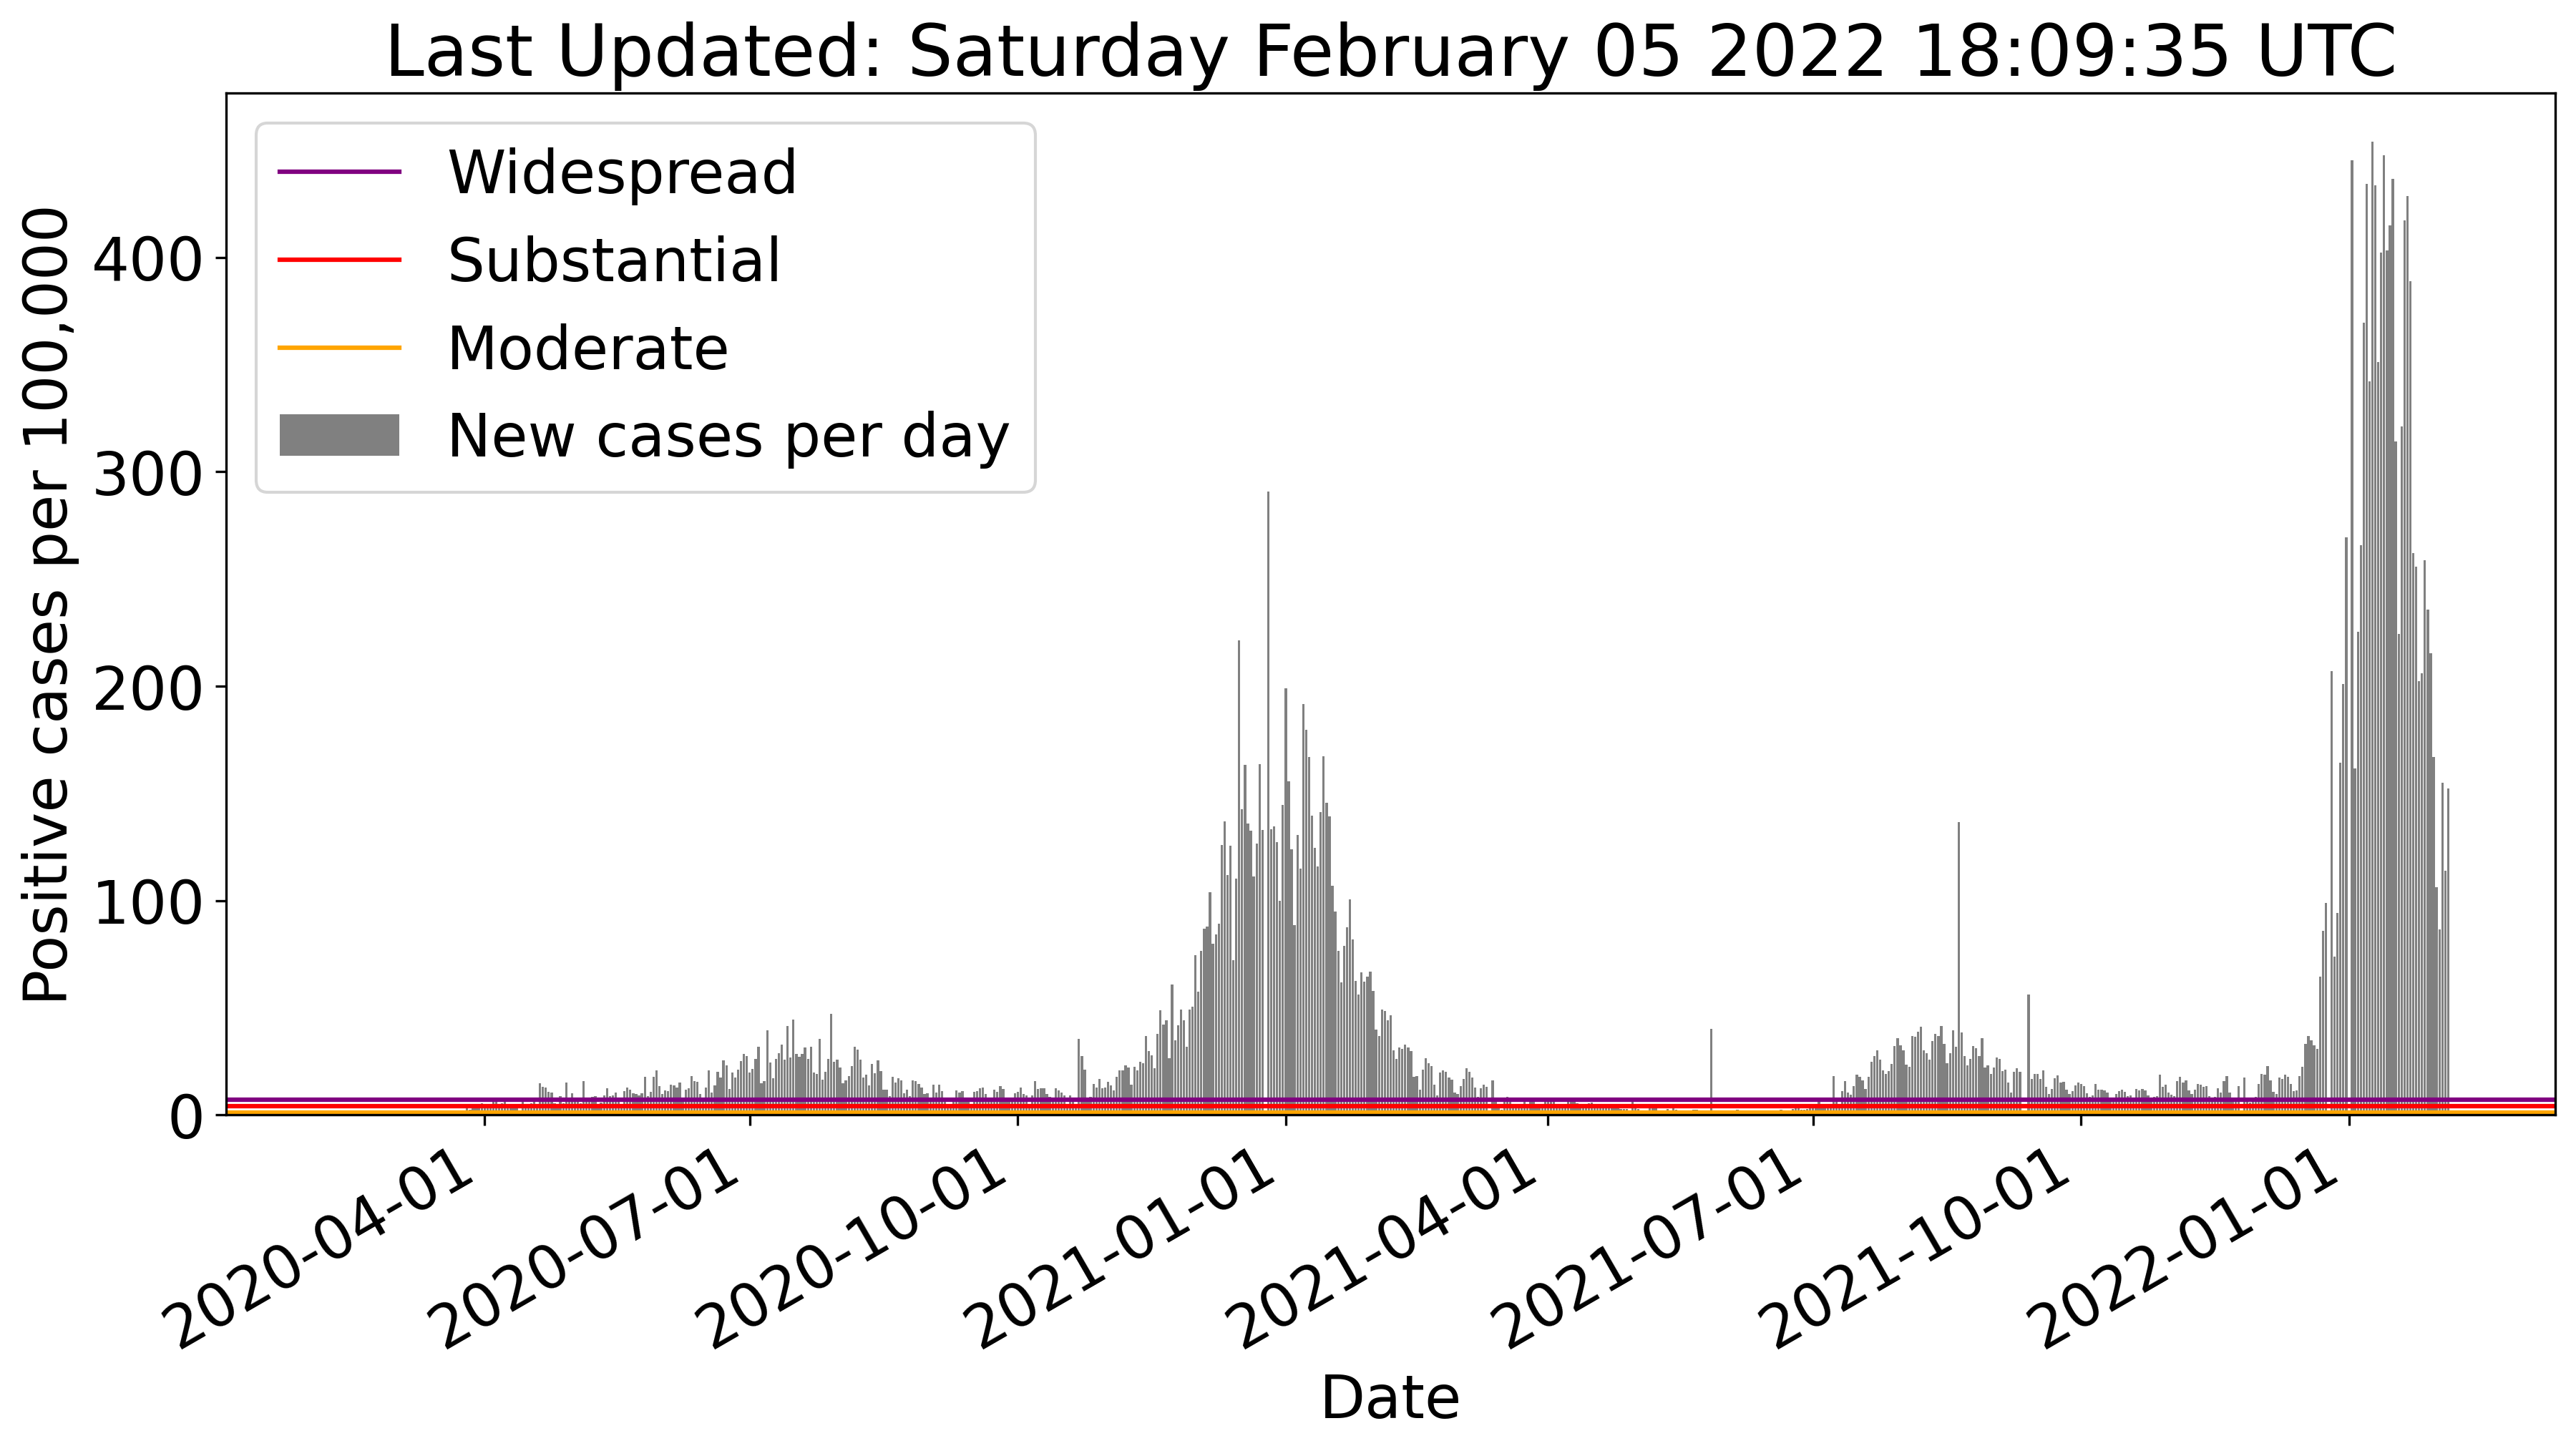 Last Updated: Saturday February 05 2022 18:09:35 UTC
Widespread
Substantial
Moderate
New cases per day
Positive cases per 100,000
400
300
200
100
0
2020-04-01
2020-07-01
2020-10-01
2021-01-01
2021-04-01
2021-07-01
2021-10-01
2022-01-01
Date